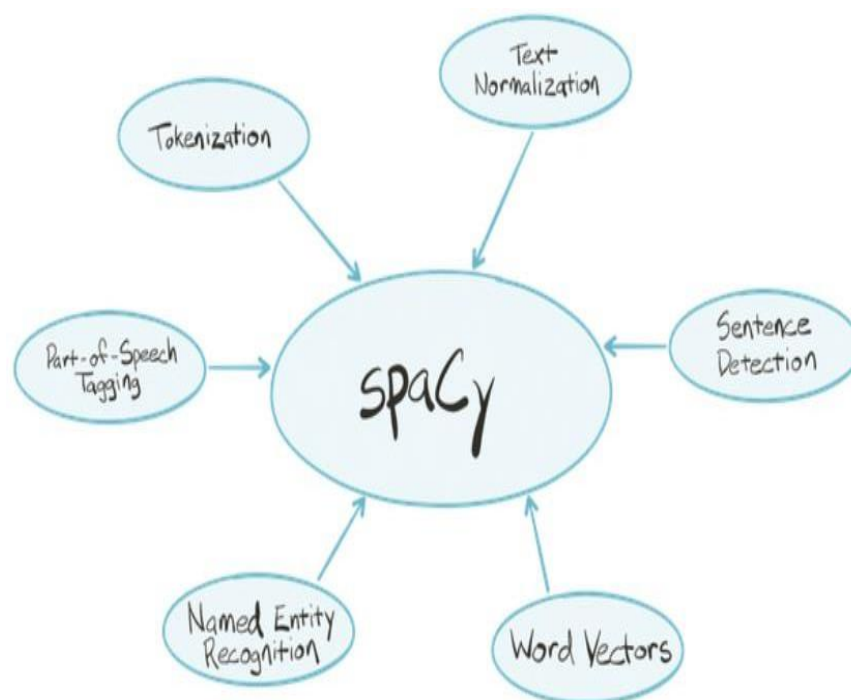 Text
Normalization
Tokenization
Sentence
Detection
Part-of-Speech
Tagging
spaCy
Named Entity
Recognition
Word Vectors